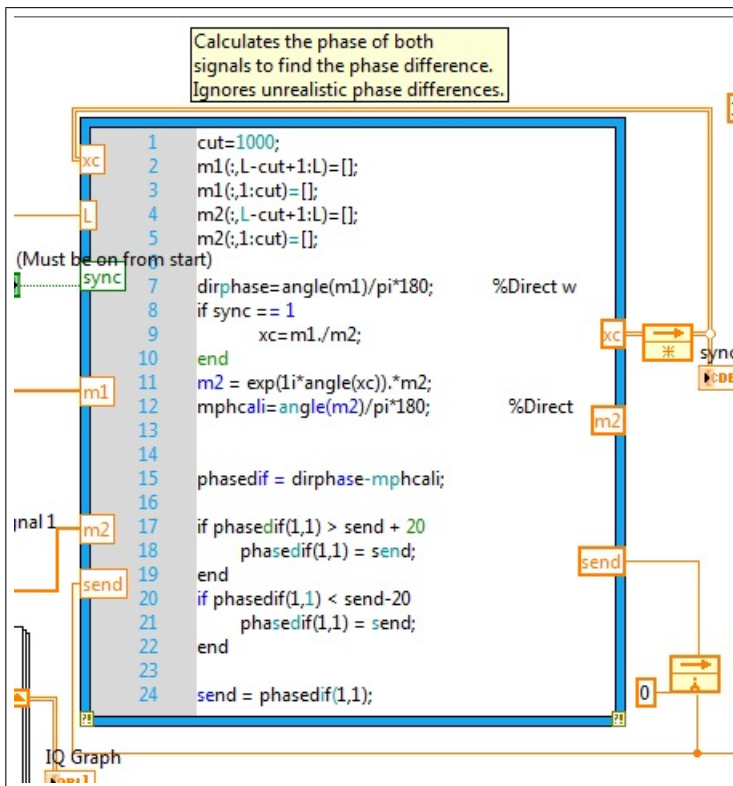 Calculates the phase of both
signals to find the phase difference.
Ignores unrealistic phase differences.
xc
L
(Must be on from start)
sync
m1
m2
send
1 cut=1000;
2 m1(:,L-cut+1:L)=[];
3 m1(:,1:cut)=[];
4 m2(:,L-cut+1:L)=[];
5 m2(:,1:cut)=[];
7 dirphase=angle(m1)/pi*180; %Direct w
8 if sync == 1
9 xc=m1./m2;
10 end
11 m2 = exp(1i*angle(xc)).*m2;
12 mphcali=angle(m2)/pi*180; %Direct
13
14
15 phasedif = dirphase-mphcali;
16
17 if phasedif(1,1) > send + 20
18 phasedif(1,1) = send;
19 end
20 if phasedif(1,1) < send-20
21 phasedif(1,1) = send;
22 end
23
24 send = phasedif(1,1);
xc
sync
m2
send
0
IQ Graph